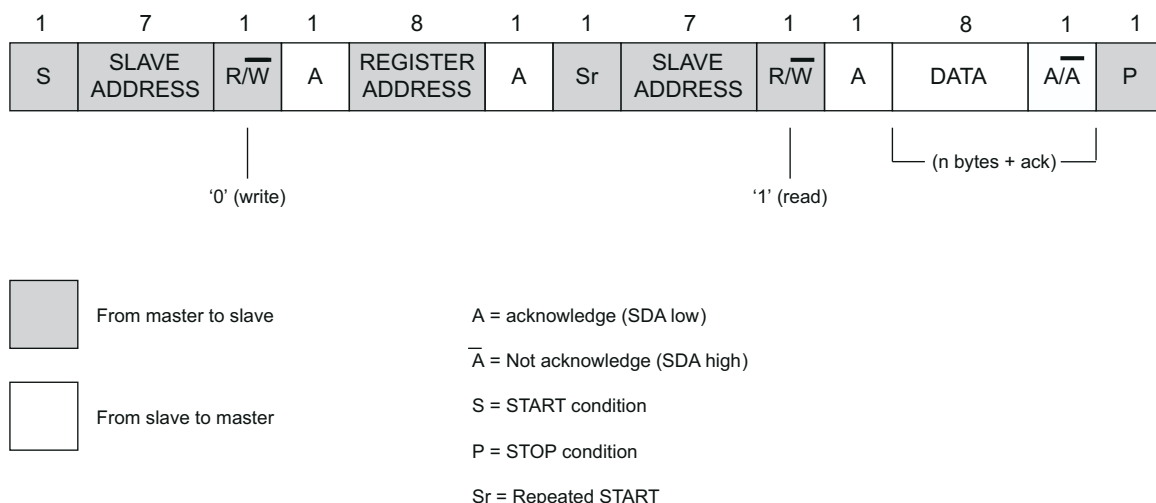 1 7 1 1 8 1 1 7 1 1 8 1 1
S SLAVE ADDRESS R/W̅ A REGISTER ADDRESS A Sr SLAVE ADDRESS R/W̅ A DATA A/A̅ P
(n bytes + ack)
‘0’ (write) ‘1’ (read)
From master to slave
From slave to master
A = acknowledge (SDA low)
A̅ = Not acknowledge (SDA high)
S = START condition
P = STOP condition
Sr = Repeated START